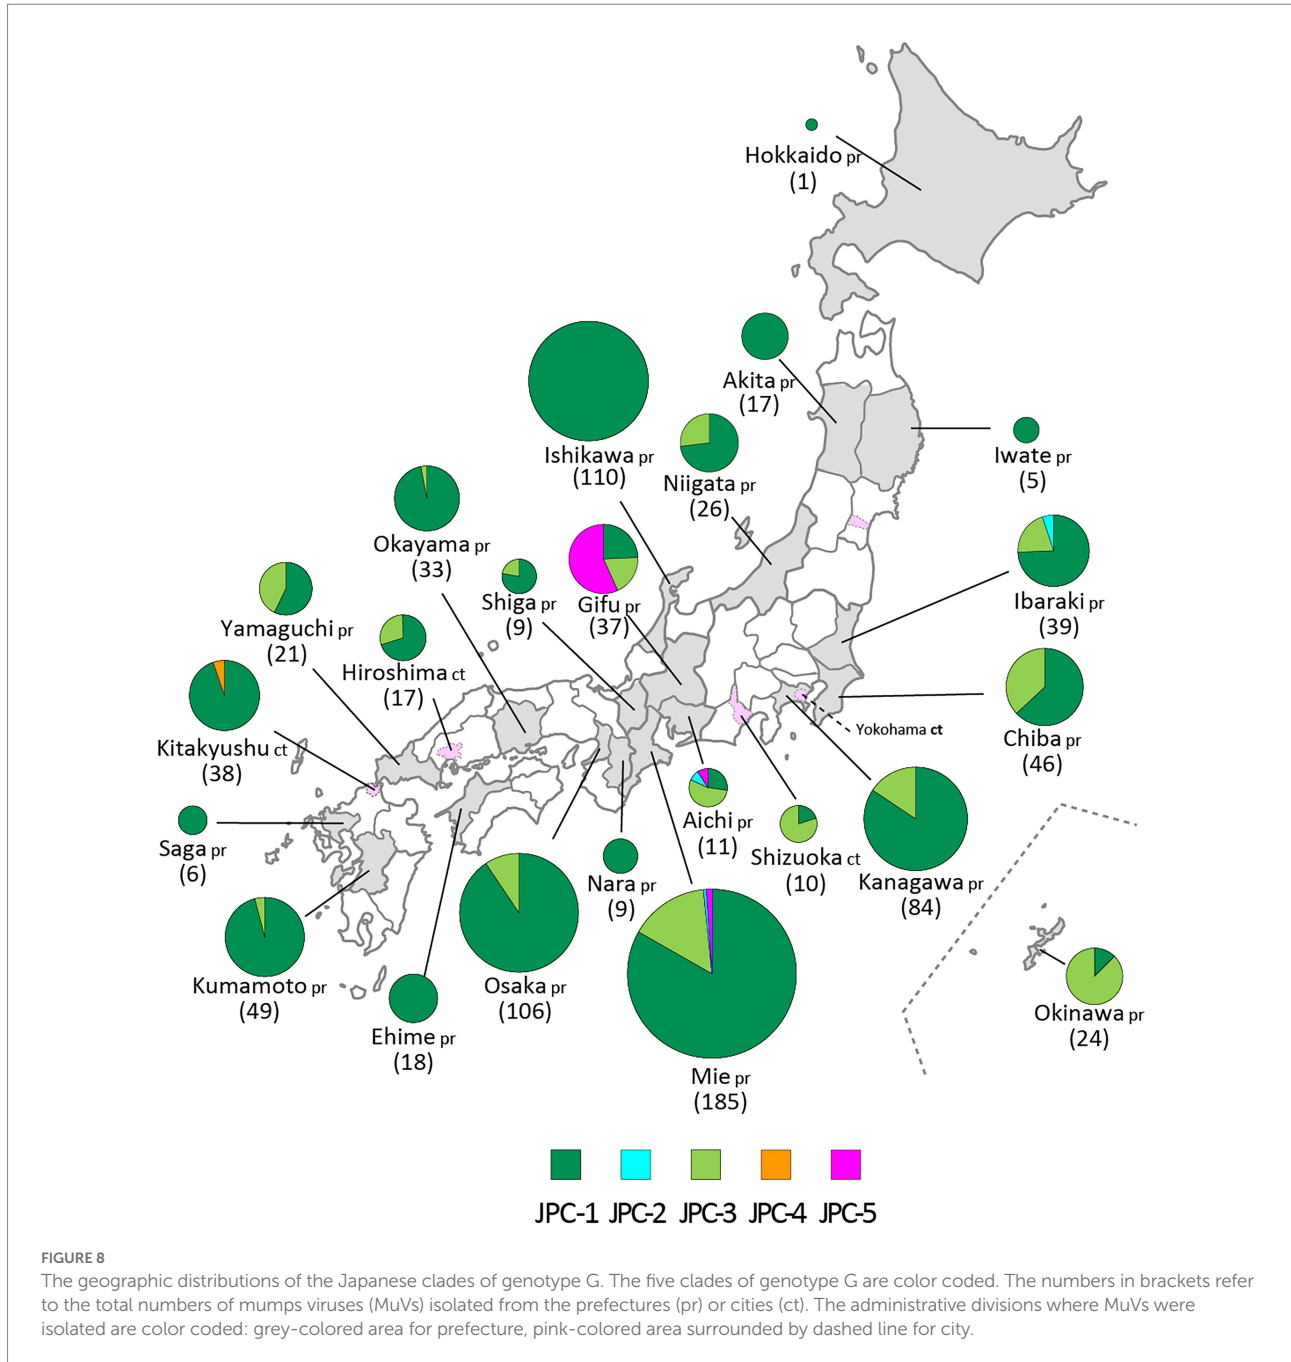 Hokkaido pr
(1)
Akita pr
(17)
Ishikawa pr
(110)
Niigata pr
(26)
Iwate pr
(5)
Okayama pr
(33)
Shiga pr
(9)
Gifu pr
(37)
Ibaraki pr
(39)
Yamaguchi pr
(21)
Hiroshima ct
(17)
Kitakyushu ct
(38)
Yokohama ct
Chiba pr
(46)
Saga pr
(6)
Aichi pr
(11)
Shizuoka ct
(10)
Kanagawa pr
(84)
Nara pr
(9)
Kumamoto pr
(49)
Osaka pr
(106)
Ehime pr
(18)
Mie pr
(185)
Okinawa pr
(24)
JPC-1 JPC-2 JPC-3 JPC-4 JPC-5
FIGURE 8
The geographic distributions of the Japanese clades of genotype G. The five clades of genotype G are color coded. The numbers in brackets refer
to the total numbers of mumps viruses (MuVs) isolated from the prefectures (pr) or cities (ct). The administrative divisions where MuVs were
isolated are color coded: grey-colored area for prefecture, pink-colored area surrounded by dashed line for city.